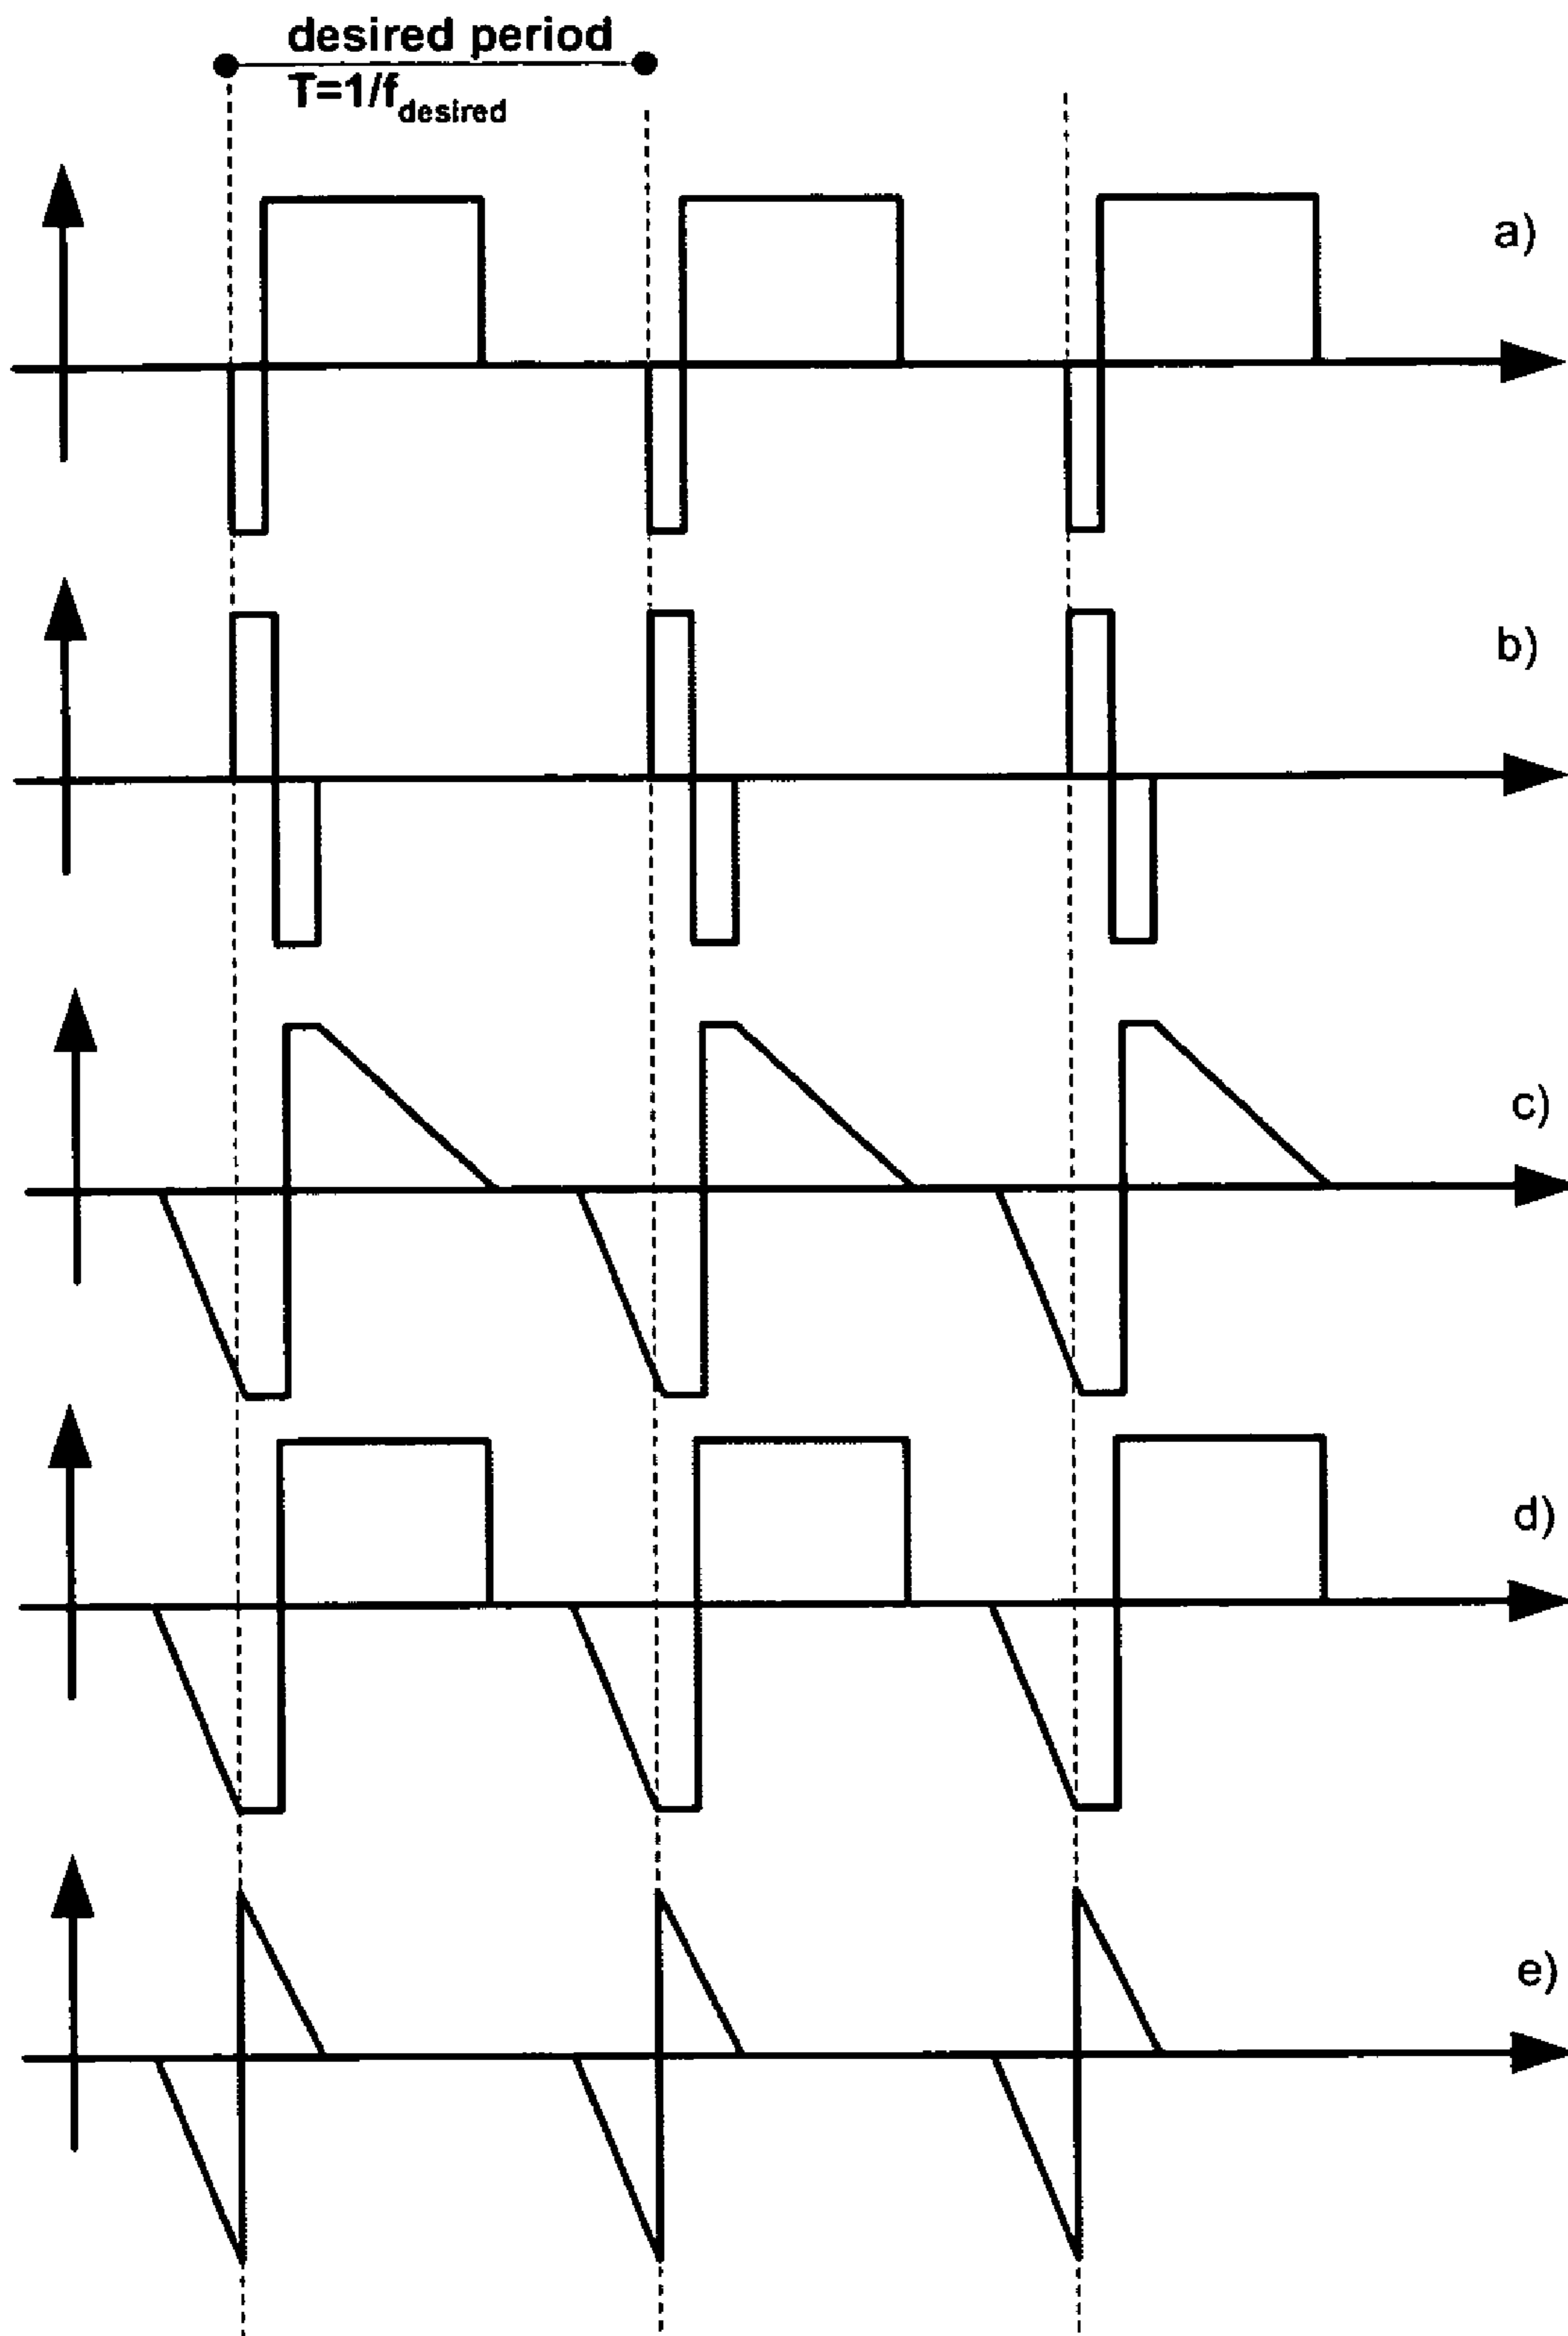 desired period
T=1/fdesired
a)
b)
c)
d)
e)